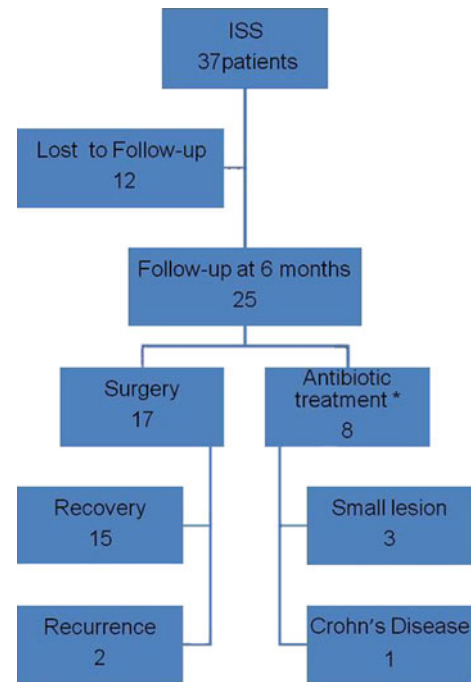 ISS
37patients
Lost to Follow-up
12
Follow-up at 6 months
25
Surgery
17
Antibiotic
treatment *
8
Recovery
15
Small lesion
3
Recurrence
2
Crohn's Disease
1